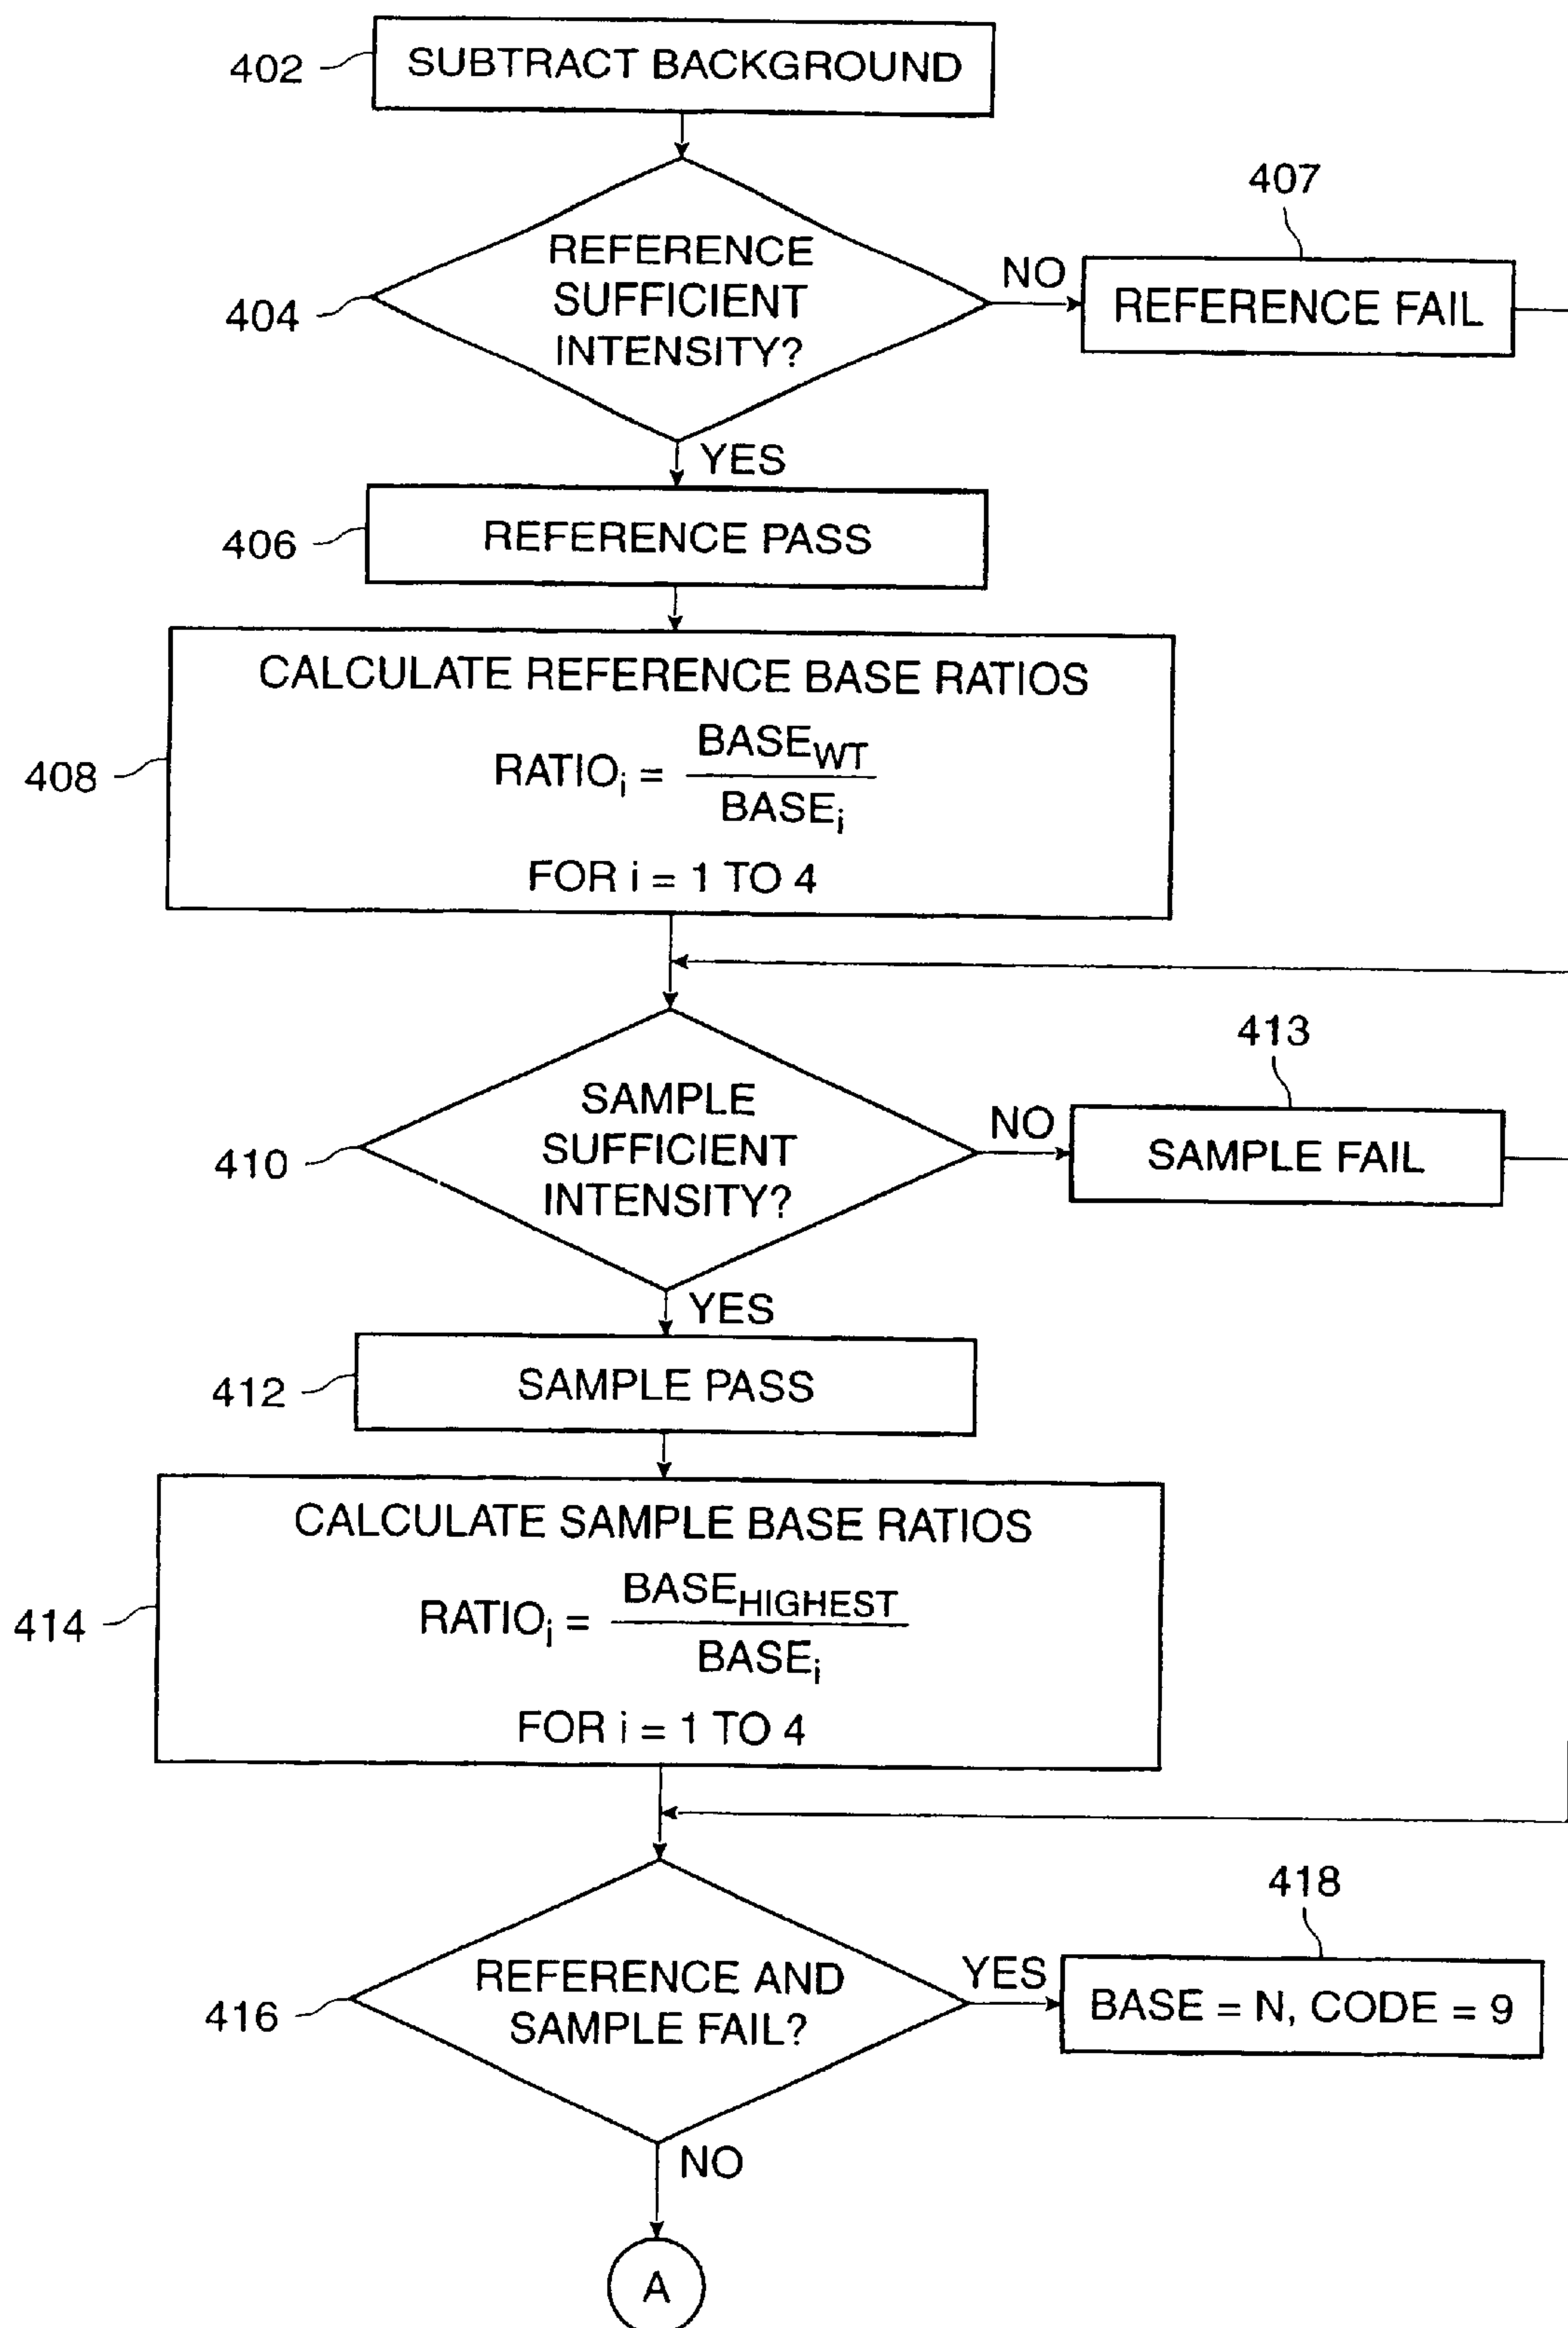 402
SUBTRACT BACKGROUND
407
404
REFERENCE
SUFFICIENT
INTENSITY?
NO
REFERENCE FAIL
YES
406
REFERENCE PASS
408
CALCULATE REFERENCE BASE RATIOS
RATIOi = BASEWT
BASEi
FOR i = 1 TO 4
413
410
SAMPLE
SUFFICIENT
INTENSITY?
NO
SAMPLE FAIL
YES
412
SAMPLE PASS
414
CALCULATE SAMPLE BASE RATIOS
RATIOi = BASEHIGHEST
BASEi
FOR i = 1 TO 4
418
416
REFERENCE AND
SAMPLE FAIL?
YES
BASE = N, CODE = 9
NO
A